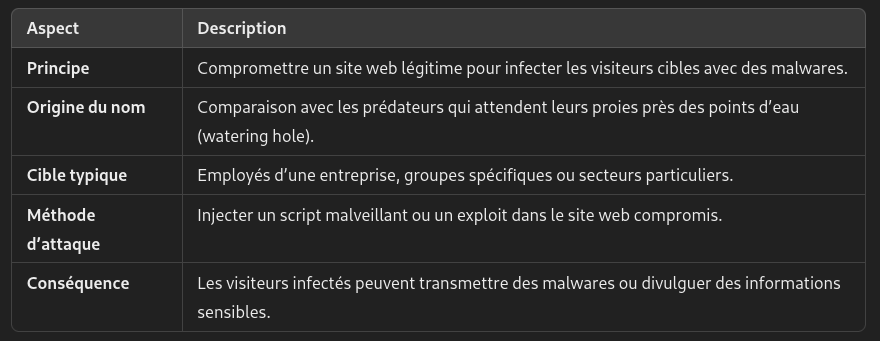 Aspect Description
Principe Compromettre un site web légitime pour infecter les visiteurs cibles avec des malwares.
Origine du nom Comparaison avec les prédateurs qui attendent leurs proies près des points d’eau
(watering hole).
Cible typique Employés d’une entreprise, groupes spécifiques ou secteurs particuliers.
Méthode Injecter un script malveillant ou un exploit dans le site web compromis.
d’attaque
Conséquence Les visiteurs infectés peuvent transmettre des malwares ou divulguer des informations
sensibles.